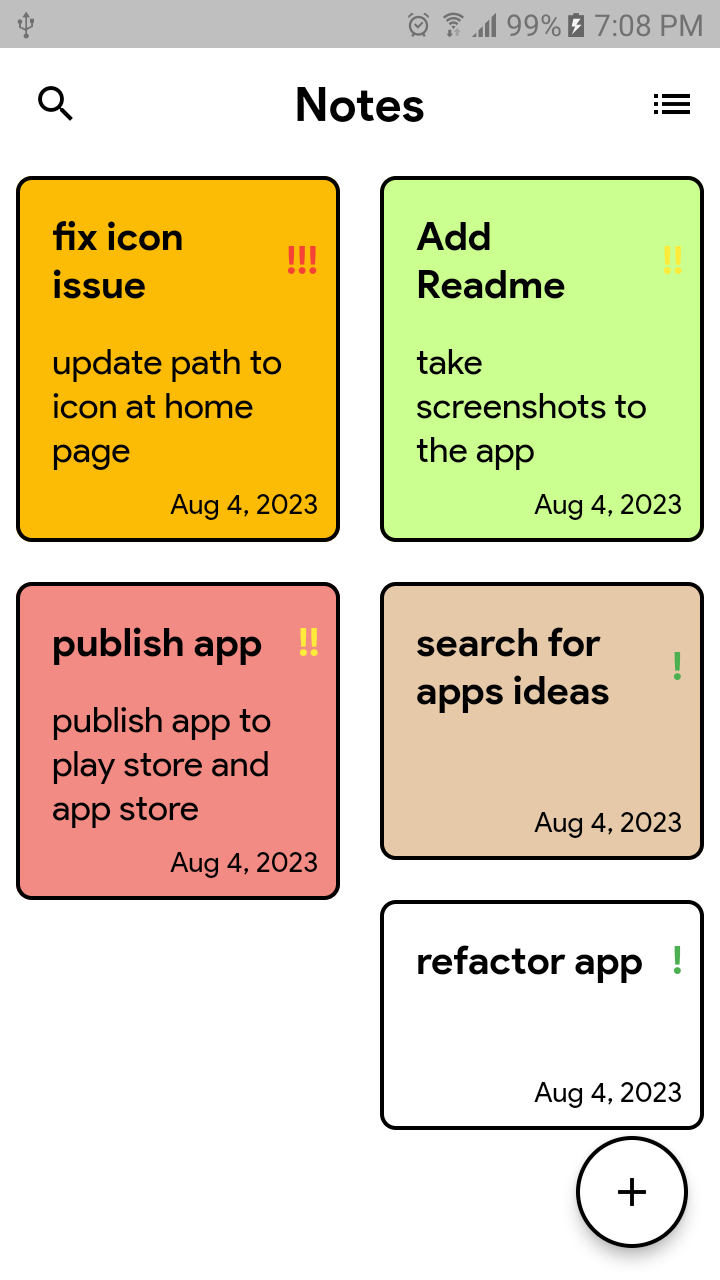 99% 7:08 PM
Notes
fix icon
issue
!!!
update path to
icon at home
page
Aug 4, 2023
Add
Readme
!!
take
screenshots to
the app
Aug 4, 2023
publish app !!
publish app to
play store and
app store
Aug 4, 2023
search for
apps ideas
!
Aug 4, 2023
refactor app !
Aug 4, 2023
+